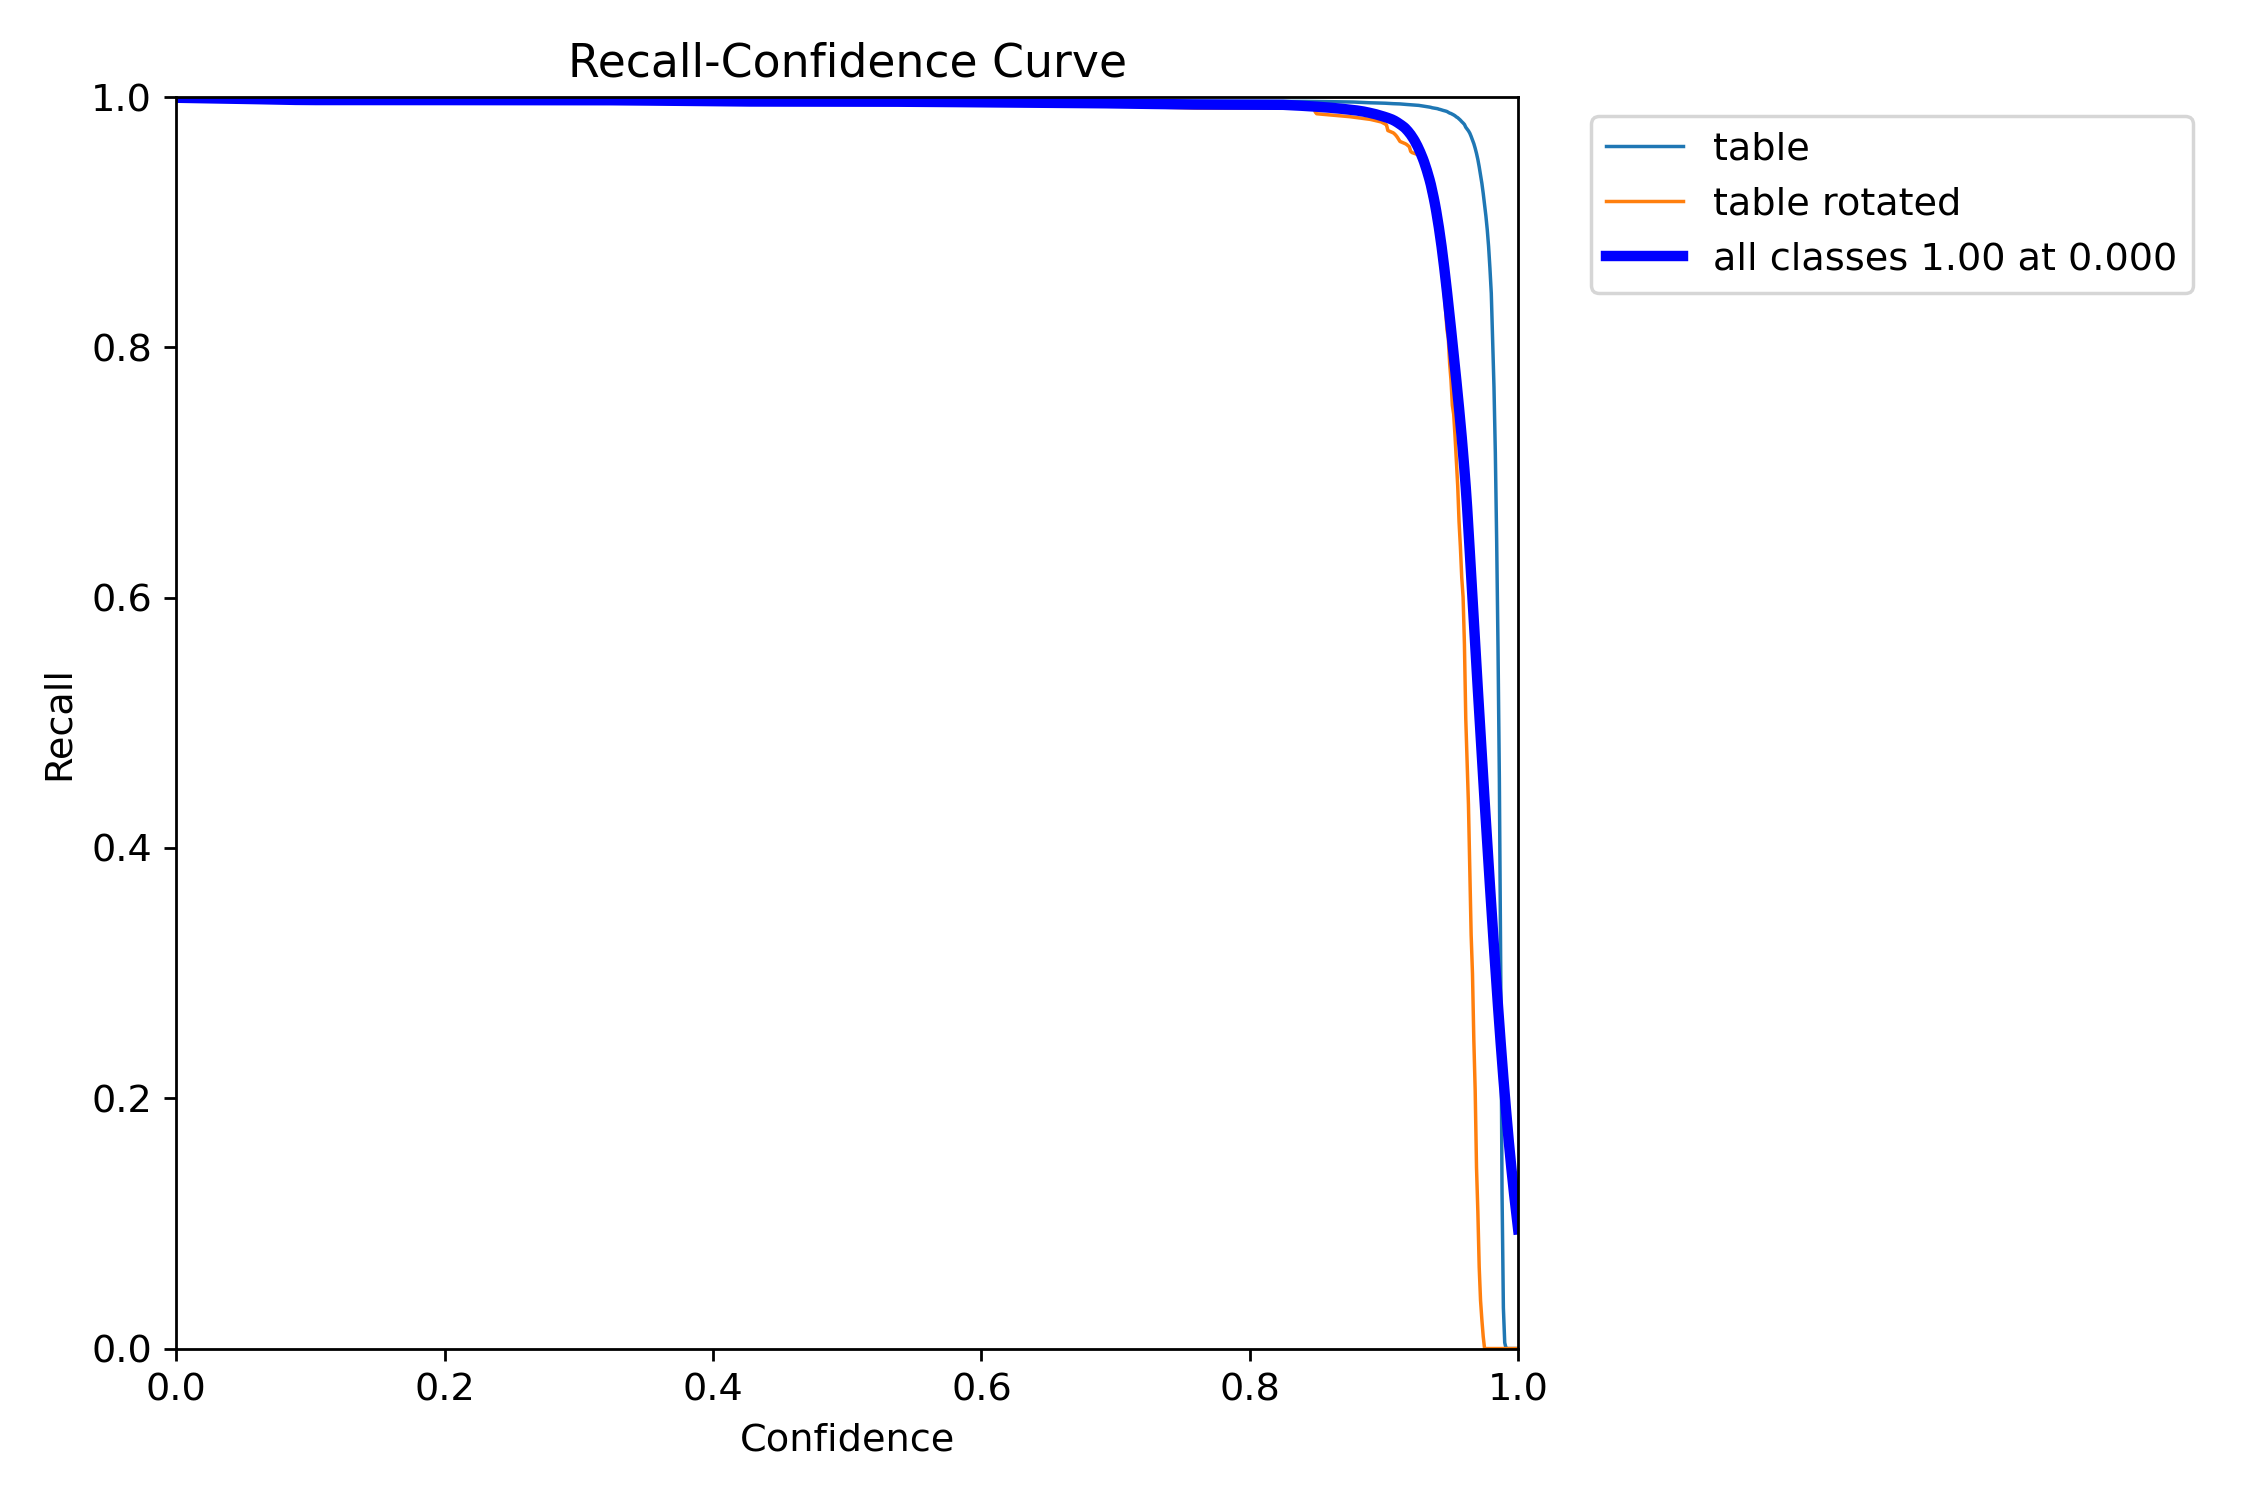 Recall-Confidence Curve
1.0
0.8
0.6
0.4
0.2
0.0
Recall
0.0 0.2 0.4 0.6 0.8 1.0
Confidence
table
table rotated
all classes 1.00 at 0.000